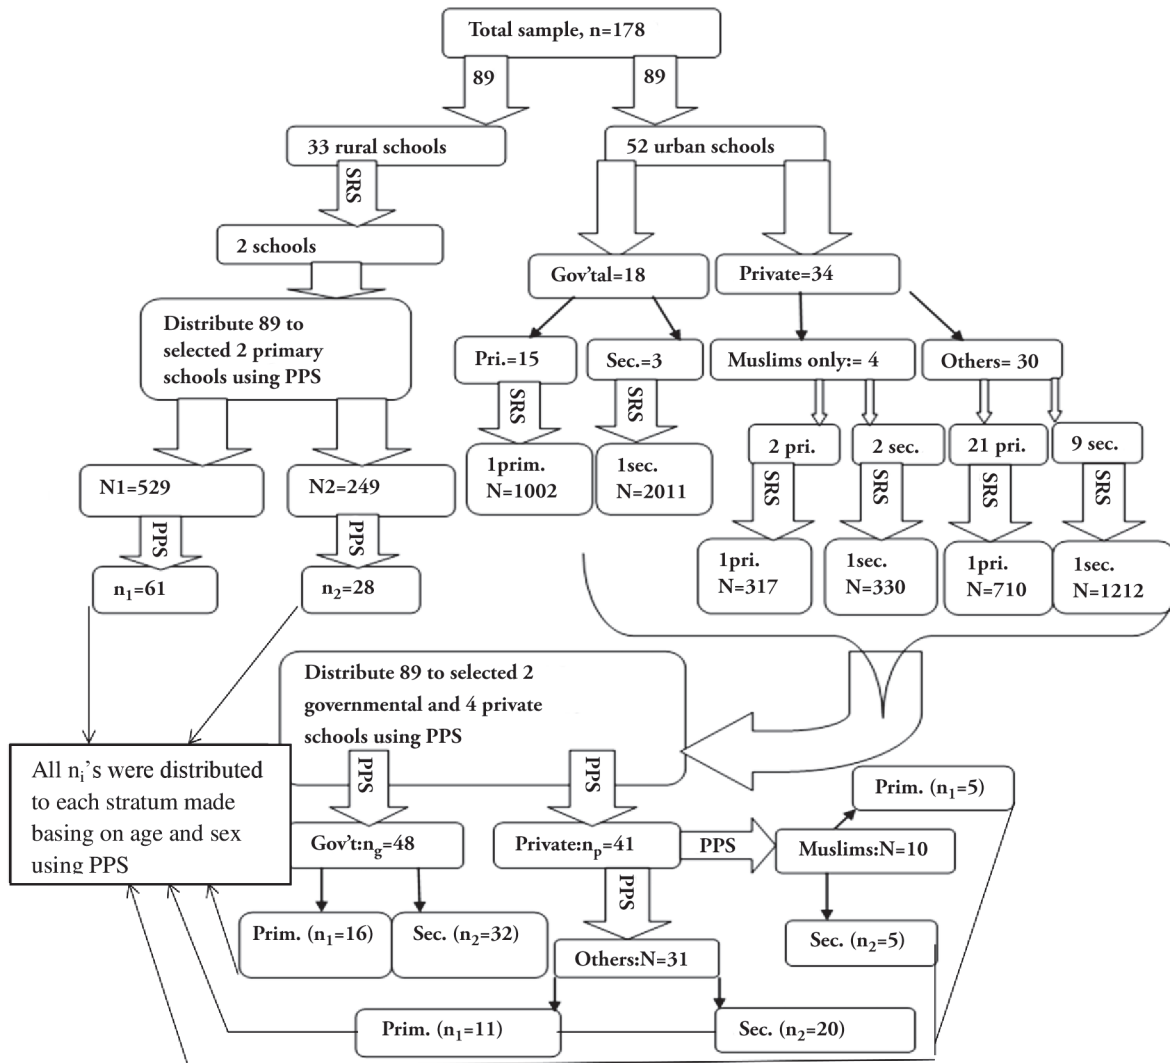 Total sample, n=178
89
89
33 rural schools
52 urban schools
SRS
2 schools
Gov'tal=18
Private=34
Distribute 89 to
selected 2 primary
schools using PPS
Pri.=15
Sec.=3
Muslims only:= 4
Others= 30
SRS
SRS
2 pri.
2 sec.
21 pri.
9 sec.
N1=529
N2=249
1prim.
N=1002
1sec.
N=2011
SRS
SRS
SRS
SRS
PPS
PPS
n1=61
n2=28
1pri.
N=317
1sec.
N=330
1pri.
N=710
1sec.
N=1212
Distribute 89 to selected 2
governmental and 4 private
schools using PPS
All ni's were distributed
to each stratum made
basing on age and sex
using PPS
PPS
PPS
Prim. (n1=5)
Gov't:ng=48
Private:np=41
PPS
Muslims:N=10
PPS
Prim. (n1=16)
Sec. (n2=32)
Sec. (n2=5)
Others:N=31
Prim. (n1=11)
Sec. (n2=20)